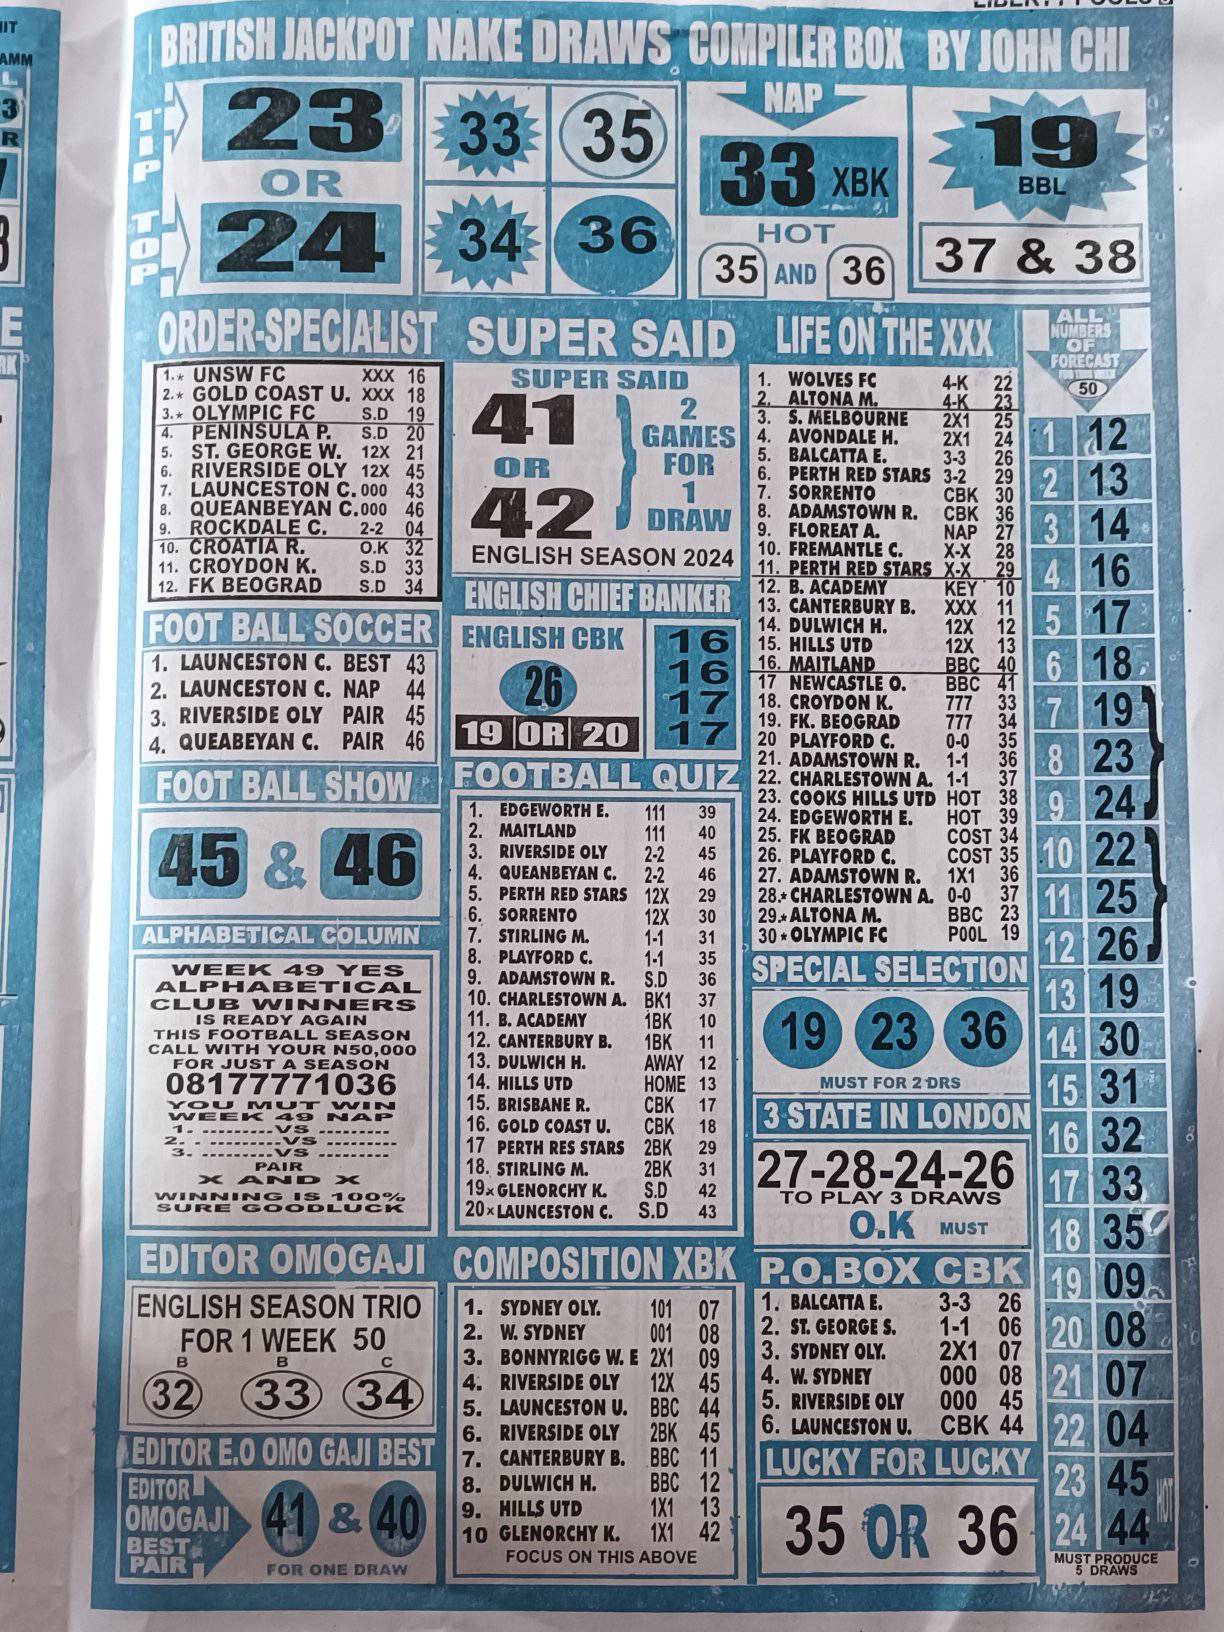 LIBERTY POOLS
BRITISH JACKPOT NAKE DRAWS COMPILER BOX BY JOHN CHI
TIP TOP
23
OR
24
33
35
34
36
NAP
33 XBK
HOT
35 AND 36
19
BBL
37 & 38
ORDER-SPECIALIST
1.* UNSW FC XXX 16
2.* GOLD COAST U. XXX 18
3.* OLYMPIC FC S.D 19
4. PENINSULA P. S.D 20
5. ST. GEORGE W. 12X 21
6. RIVERSIDE OLY 12X 45
7. LAUNCESTON C. 000 43
8. QUEANBEYAN C. 000 46
9. ROCKDALE C. 2-2 04
10. CROATIA R. O.K 32
11. CROYDON K. S.D 33
12. FK BEOGRAD S.D 34
FOOT BALL SOCCER
1. LAUNCESTON C. BEST 43
2. LAUNCESTON C. NAP 44
3. RIVERSIDE OLY PAIR 45
4. QUEABEYAN C. PAIR 46
FOOT BALL SHOW
45 & 46
ALPHABETICAL COLUMN
WEEK 49 YES
ALPHABETICAL
CLUB WINNERS
IS READY AGAIN
THIS FOOTBALL SEASON
CALL WITH YOUR N50,000
FOR JUST A SEASON
08177771036
YOU MUT WIN
WEEK 49 NAP
1. .........VS .........
2. .........VS .........
3. .........VS .........
PAIR
X AND X
WINNING IS 100%
SURE GOODLUCK
EDITOR OMOGAJI
ENGLISH SEASON TRIO
FOR 1 WEEK 50
B B C
32 33 34
EDITOR E.O OMO GAJI BEST
EDITOR
OMOGAJI
BEST
PAIR
41 & 40
FOR ONE DRAW
SUPER SAID
SUPER SAID
41
OR
42
2
GAMES
FOR
1
DRAW
ENGLISH SEASON 2024
ENGLISH CHIEF BANKER
ENGLISH CBK
26
19 OR 20
16
16
17
17
FOOTBALL QUIZ
1. EDGEWORTH E. 111 39
2. MAITLAND 111 40
3. RIVERSIDE OLY 2-2 45
4. QUEANBEYAN C. 2-2 46
5. PERTH RED STARS 12X 29
6. SORRENTO 12X 30
7. STIRLING M. 1-1 31
8. PLAYFORD C. 1-1 35
9. ADAMSTOWN R. S.D 36
10. CHARLESTOWN A. BK1 37
11. B. ACADEMY 1BK 10
12. CANTERBURY B. 1BK 11
13. DULWICH H. AWAY 12
14. HILLS UTD HOME 13
15. BRISBANE R. CBK 17
16. GOLD COAST U. CBK 18
17 PERTH RES STARS 2BK 29
18. STIRLING M. 2BK 31
19× GLENORCHY K. S.D 42
20× LAUNCESTON C. S.D 43
COMPOSITION XBK
1. SYDNEY OLY. 101 07
2. W. SYDNEY 001 08
3. BONNYRIGG W. E 2X1 09
4. RIVERSIDE OLY 12X 45
5. LAUNCESTON U. BBC 44
6. RIVERSIDE OLY 2BK 45
7. CANTERBURY B. BBC 11
8. DULWICH H. BBC 12
9. HILLS UTD 1X1 13
10 GLENORCHY K. 1X1 42
FOCUS ON THIS ABOVE
LIFE ON THE XXX
1. WOLVES FC 4-K 22
2. ALTONA M. 4-K 23
3. S. MELBOURNE 2X1 25
4. AVONDALE H. 2X1 24
5. BALCATTA E. 3-3 26
6. PERTH RED STARS 3-2 29
7. SORRENTO CBK 30
8. ADAMSTOWN R. CBK 36
9. FLOREAT A. NAP 27
10. FREMANTLE C. X-X 28
11. PERTH RED STARS X-X 29
12. B. ACADEMY KEY 10
13. CANTERBURY B. XXX 11
14. DULWICH H. 12X 12
15. HILLS UTD 12X 13
16. MAITLAND BBC 40
17 NEWCASTLE O. BBC 41
18. CROYDON K. 777 33
19. FK. BEOGRAD 777 34
20 PLAYFORD C. 0-0 35
21. ADAMSTOWN R. 1-1 36
22. CHARLESTOWN A. 1-1 37
23. COOKS HILLS UTD HOT 38
24. EDGEWORTH E. HOT 39
25. FK BEOGRAD COST 34
26. PLAYFORD C. COST 35
27. ADAMSTOWN R. 1X1 36
28.* CHARLESTOWN A. 0-0 37
29.* ALTONA M. BBC 23
30 * OLYMPIC FC POOL 19
SPECIAL SELECTION
19 23 36
MUST FOR 2 DRS
3 STATE IN LONDON
27-28-24-26
TO PLAY 3 DRAWS
O.K MUST
P.O.BOX CBK
1. BALCATTA E. 3-3 26
2. ST. GEORGE S. 1-1 06
3. SYDNEY OLY. 2X1 07
4. W. SYDNEY 000 08
5. RIVERSIDE OLY 000 45
6. LAUNCESTON U. CBK 44
LUCKY FOR LUCKY
35 OR 36
ALL
NUMBERS
OF
FORECAST
50
1 12
2 13
3 14
4 16
5 17
6 18
7 19
8 23
9 24
10 22
11 25
12 26
13 19
14 30
15 31
16 32
17 33
18 35
19 09
20 08
21 07
22 04
23 45
24 44
HOT
MUST PRODUCE
5 DRAWS